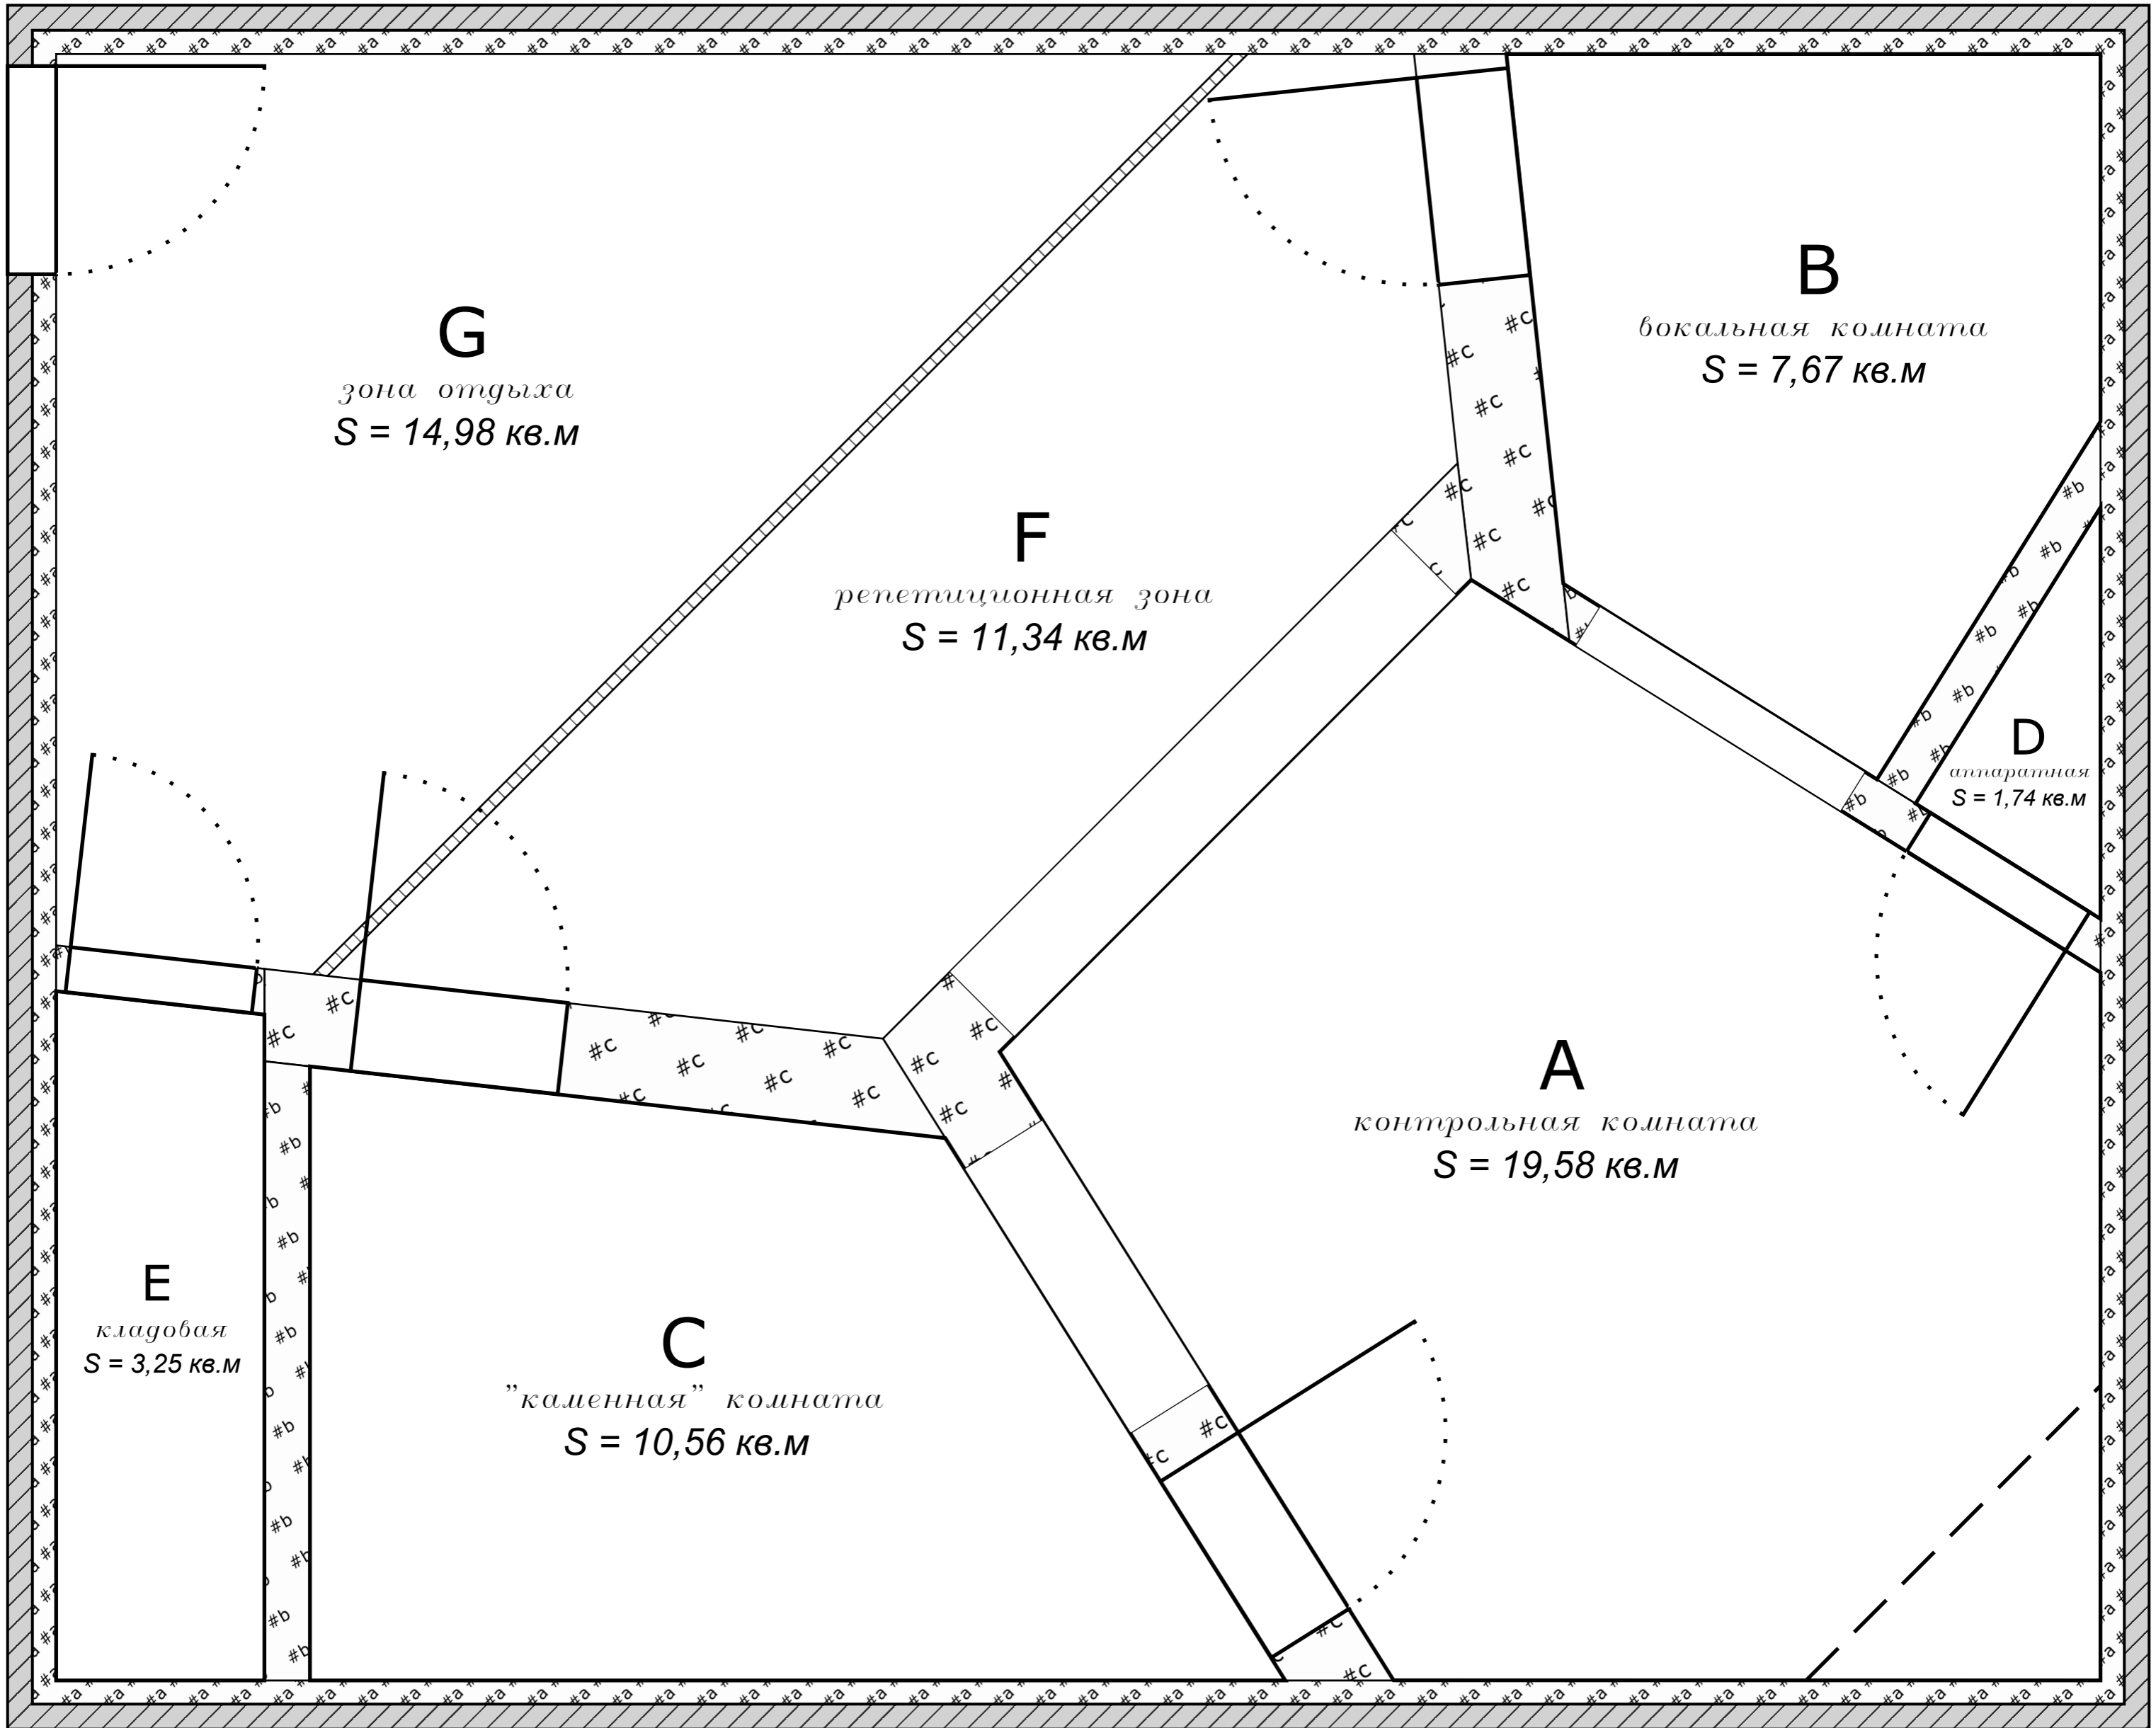 G
зона отдыха
S = 14,98 кв.м
B
вокальная комната
S = 7,67 кв.м
F
репетиционная зона
S = 11,34 кв.м
D
аппаратная
S = 1,74 кв.м
A
контрольная комната
S = 19,58 кв.м
E
кладовая
S = 3,25 кв.м
C
"каменная" комната
S = 10,56 кв.м
#a
#b
#c